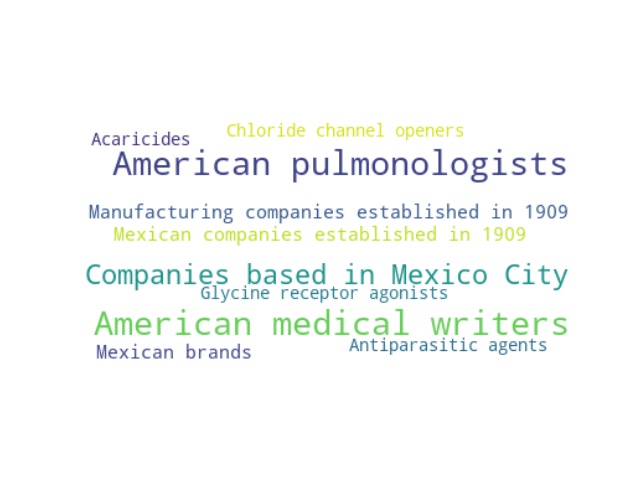 Chloride channel openers
Acaricides
American pulmonologists
Manufacturing companies established in 1909
Mexican companies established in 1909
Companies based in Mexico City
Glycine receptor agonists
American medical writers
Antiparasitic agents
Mexican brands